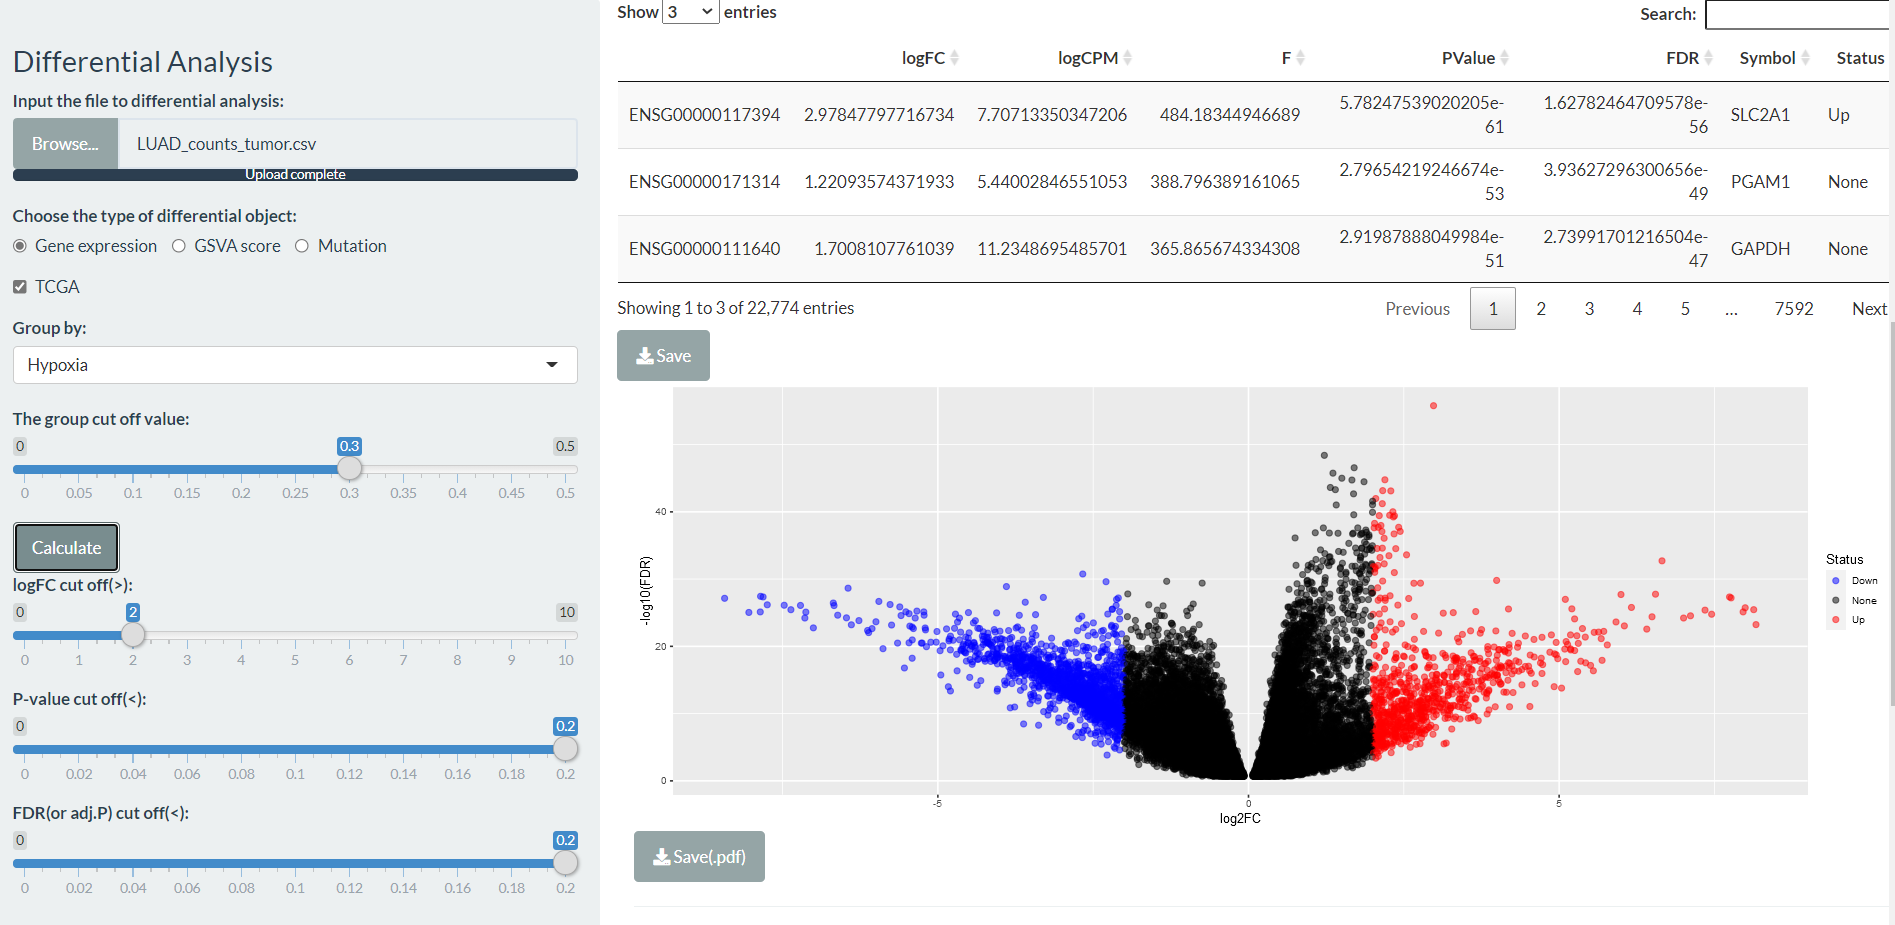 Differential Analysis
Input the file to differential analysis:
Browse... LUAD_counts_tumor.csv
Upload complete
Choose the type of differential object:
Gene expression GSVA score Mutation
TCGA
Group by:
Hypoxia
The group cut off value:
0 0.3 0.5
0 0.05 0.1 0.15 0.2 0.25 0.3 0.35 0.4 0.45 0.5
Calculate
logFC cut off(>):
0 2 10
0 1 2 3 4 5 6 7 8 9 10
P-value cut off(<):
0 0.2
0 0.02 0.04 0.06 0.08 0.1 0.12 0.14 0.16 0.18 0.2
FDR(or adj.P) cut off(<):
0 0.2
0 0.02 0.04 0.06 0.08 0.1 0.12 0.14 0.16 0.18 0.2
Show 3 entries
Search:
logFC logCPM F PValue FDR Symbol Status
ENSG00000117394 2.97847797716734 7.70713350347206 484.18344946689 5.78247539020205e-61 1.62782464709578e-56 SLC2A1 Up
ENSG00000171314 1.22093574371933 5.44002846551053 388.796389161065 2.79654219246674e-53 3.93627296300656e-49 PGAM1 None
ENSG00000111640 1.7008107761039 11.2348695485701 365.865674334308 2.91987888049984e-51 2.73991701216504e-47 GAPDH None
Showing 1 to 3 of 22,774 entries
Previous 1 2 3 4 5 ... 7592 Next
Save
-log10(FDR)
40
20
0
-5 0 5
log2FC
Status
Down
None
Up
Save(.pdf)